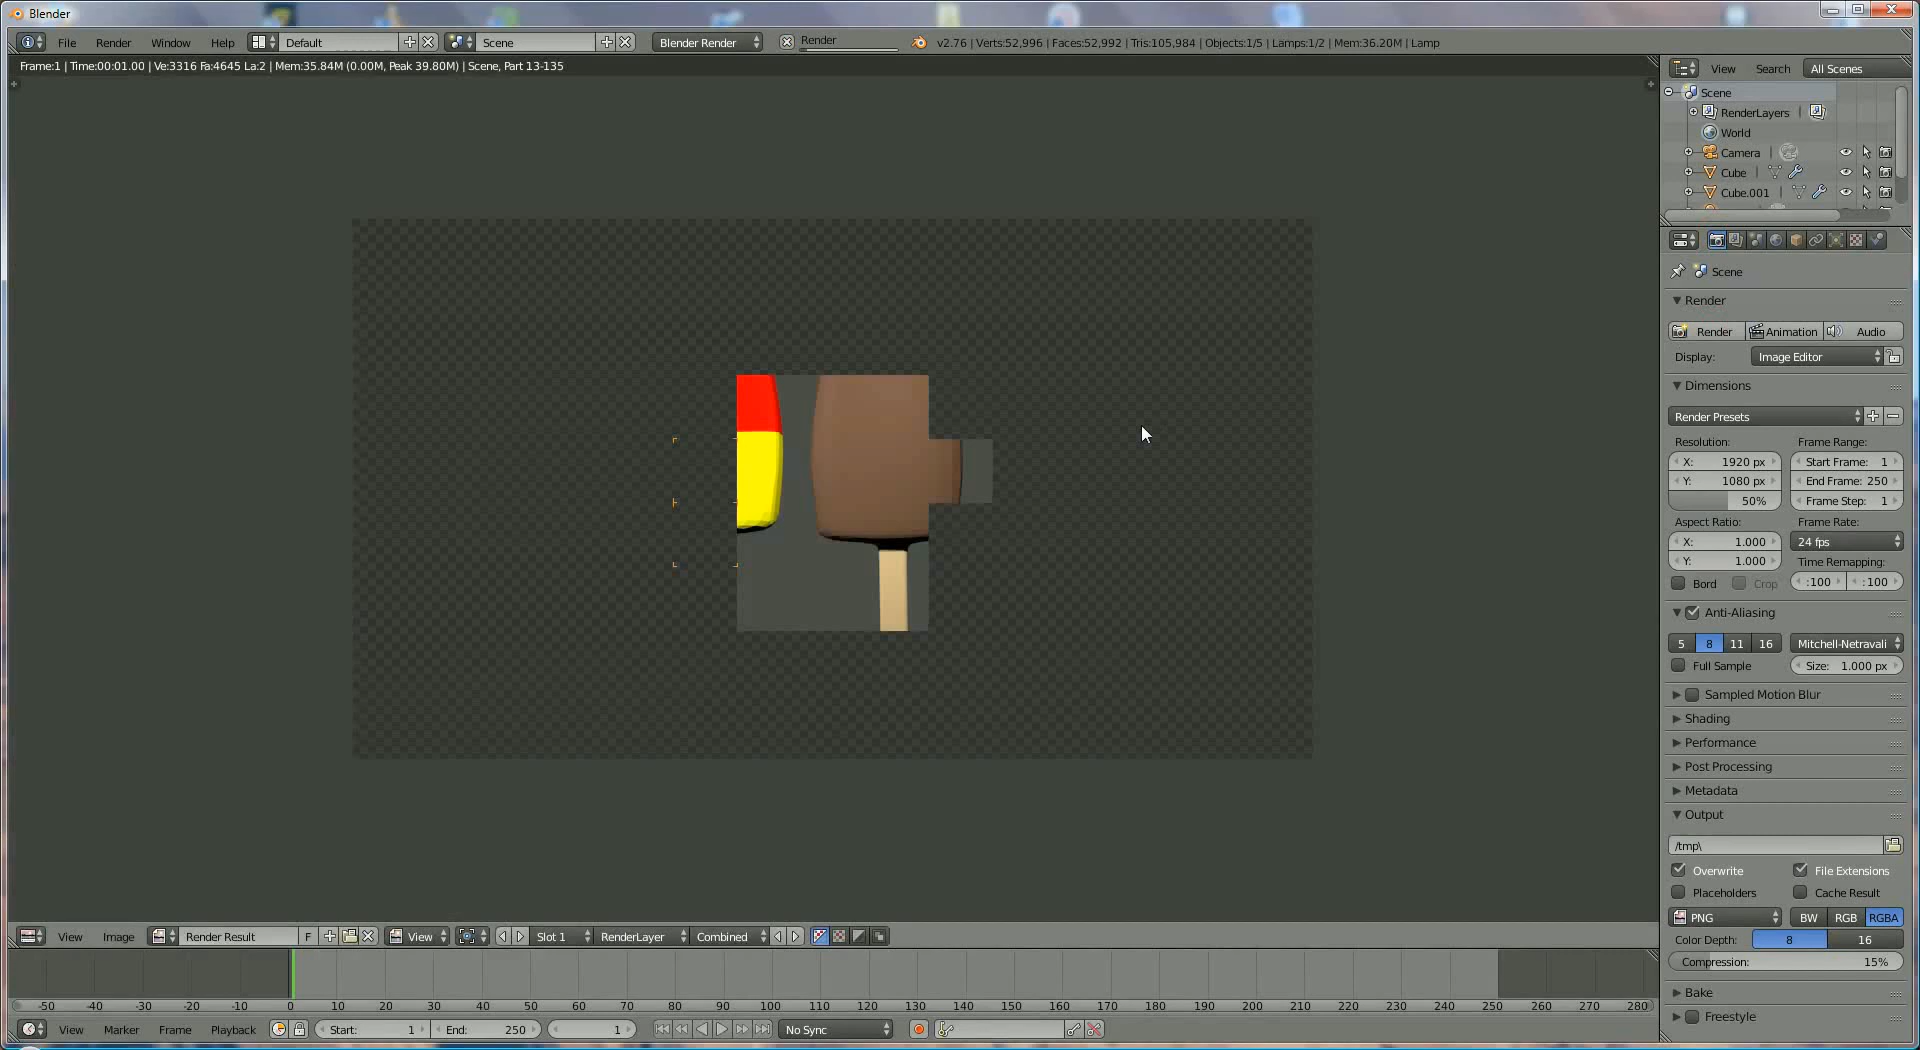 Blender
File Render Window Help Default Scene Blender Render Render v2.76 | Verts:52,996 | Faces:52,992 | Tris:105,984 | Objects:1/5 | Lamps:1/2 | Mem:36.20M | Lamp
Frame:1 | Time:00:01.00 | Ve:3316 Fa:4645 La:2 | Mem:35.84M (0.00M, Peak 39.80M) | Scene, Part 13-135
View Search All Scenes
Scene
RenderLayers
World
Camera
Cube
Cube.001
Scene
Render
Render Animation Audio
Display: Image Editor
Dimensions
Render Presets
Resolution: Frame Range:
X: 1920 px Start Frame: 1
Y: 1080 px End Frame: 250
50% Frame Step: 1
Aspect Ratio: Frame Rate:
X: 1.000 24 fps
Y: 1.000 Time Remapping:
Bord Crop :100 :100
Anti-Aliasing
5 8 11 16 Mitchell-Netravali
Full Sample Size: 1.000 px
Sampled Motion Blur
Shading
Performance
Post Processing
Metadata
Output
/tmp\
Overwrite File Extensions
Placeholders Cache Result
PNG BW RGB RGBA
Color Depth: 8 16
Compression: 15%
Bake
Freestyle
View Image Render Result F View Slot 1 RenderLayer Combined
-50 -40 -30 -20 -10 0 10 20 30 40 50 60 70 80 90 100 110 120 130 140 150 160 170 180 190 200 210 220 230 240 250 260 270 280
View Marker Frame Playback Start: 1 End: 250 1 No Sync